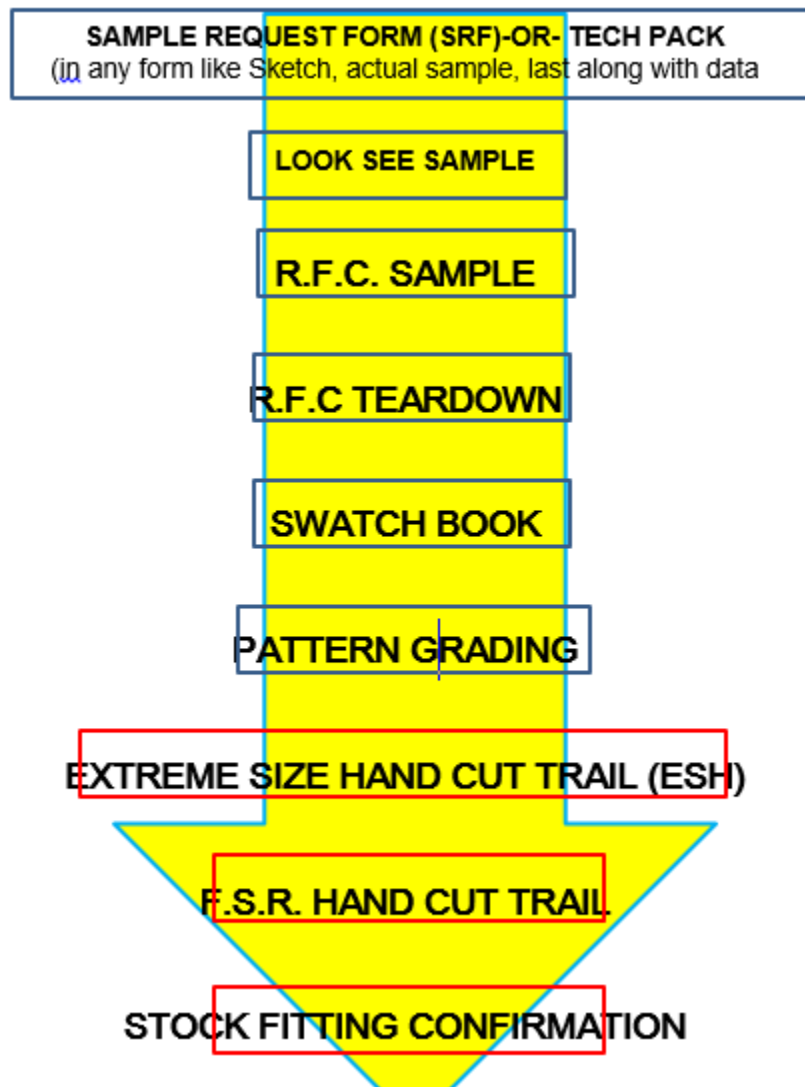 SAMPLE REQUEST FORM (SRF)-OR- TECH PACK
(in any form like Sketch, actual sample, last along with data
LOOK SEE SAMPLE
R.F.C. SAMPLE
R.F.C TEARDOWN
SWATCH BOOK
PATTERN GRADING
EXTREME SIZE HAND CUT TRAIL (ESH)
F.S.R. HAND CUT TRAIL
STOCK FITTING CONFIRMATION